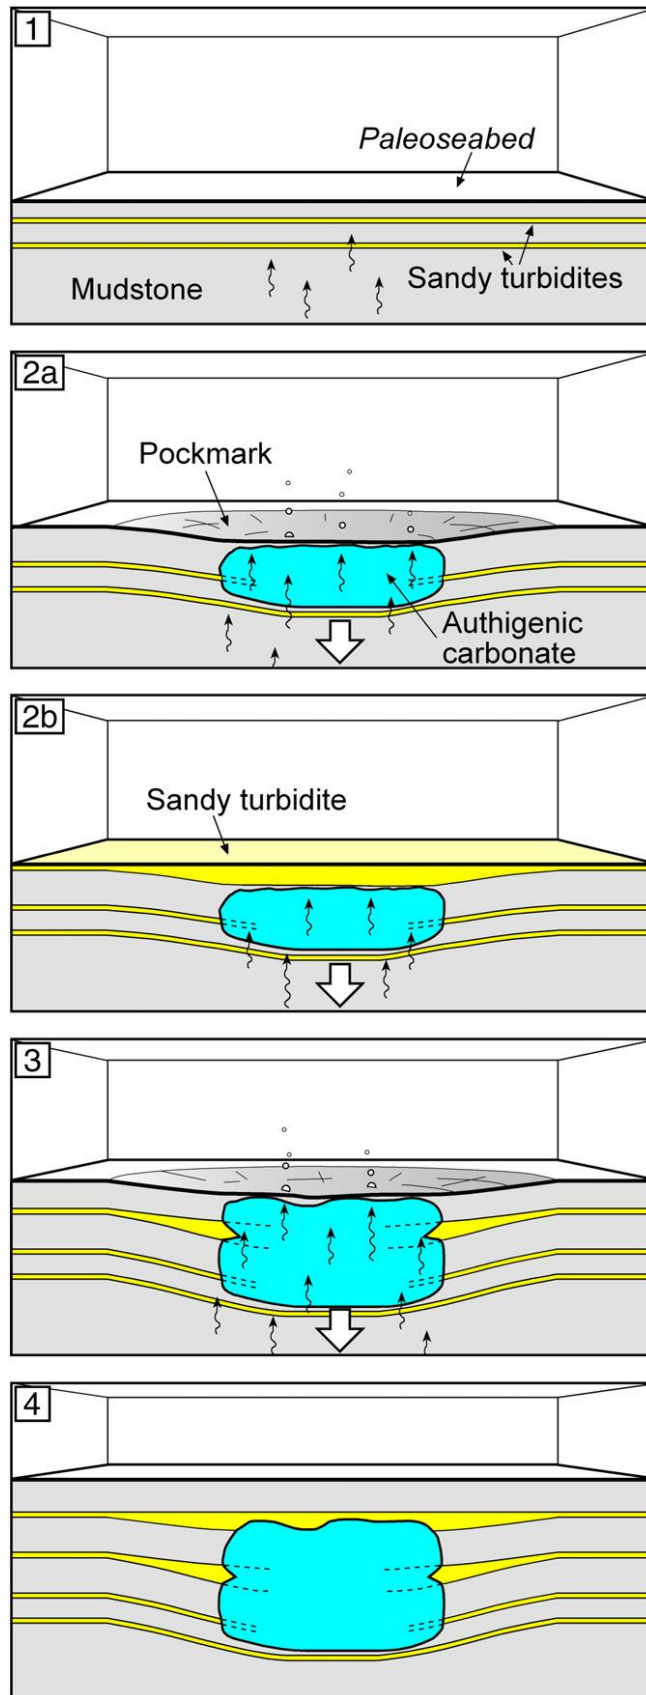 1
Paleoseabed
Mudstone
Sandy turbidites
2a
Pockmark
Authigenic
carbonate
2b
Sandy turbidite
3
4